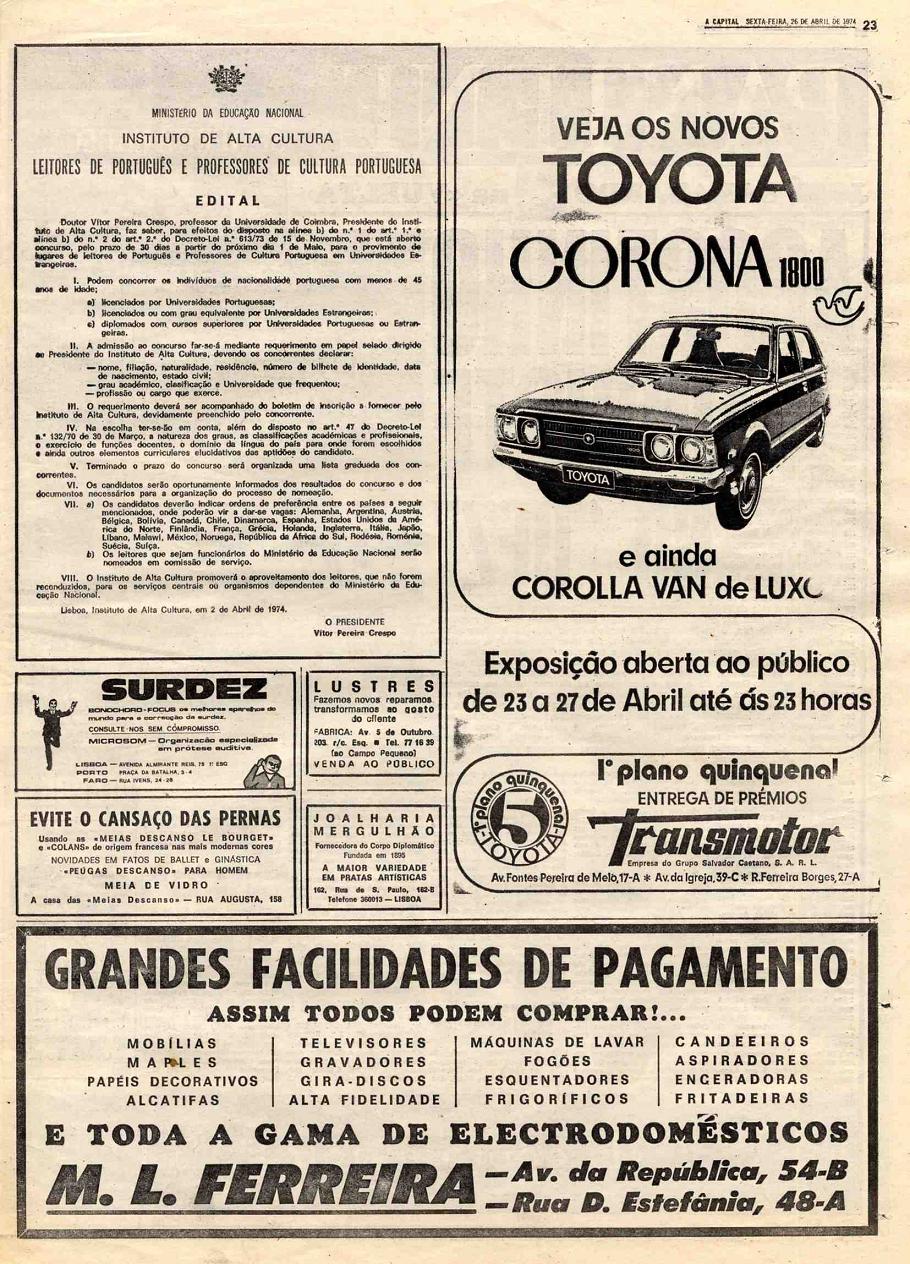 A CAPITAL SEXTA-FEIRA, 26 DE ABRIL DE 1974 23
MINISTERIO DA EDUCAÇÃO NACIONAL
INSTITUTO DE ALTA CULTURA
LEITORES DE PORTUGUÊS E PROFESSORES DE CULTURA PORTUGUESA
EDITAL
Doutor Vítor Pereira Crespo, professor da Universidade de Coimbra, Presidente do Insti-
tuto de Alta Cultura, faz saber, para efeitos do disposto na alínea b) do n.º 1 do art.º 1.º e
alínea b) do n.º 2 do art.º 2.º do Decreto-Lei n.º 613/73 de 15 de Novembro, que está aberto
concurso, pelo prazo de 30 dias a partir do próximo dia 1 de Maio, para o provimento de
lugares de leitores de Português e Professores de Cultura Portuguesa em Universidades Es-
trangeiras.
I. Podem concorrer os indivíduos de nacionalidade portuguesa com menos de 45
anos de idade;
a) licenciados por Universidades Portuguesas;
b) licenciados ou com grau equivalente por Universidades Estrangeiras;
c) diplomados com cursos superiores por Universidades Portuguesas ou Estran-
geiras.
II. A admissão ao concurso far-se-á mediante requerimento em papel selado dirigido
ao Presidente do Instituto de Alta Cultura, devendo os concorrentes declarar:
— nome, filiação, naturalidade, residência, número de bilhete de identidade, data
de nascimento, estado civil;
— grau académico, classificação e Universidade que frequentou;
— profissão ou cargo que exerce.
III. O requerimento deverá ser acompanhado do boletim de inscrição a fornecer pelo
Instituto de Alta Cultura, devidamente preenchido pelo concorrente.
IV. Na escolha ter-se-ão em conta, além do disposto no art.º 47 do Decreto-Lei
n.º 132/70 de 30 de Março, a natureza dos graus, as classificações académicas e profissionais,
o exercício de funções docentes, o domínio da língua do país para onde forem escolhidos
e ainda outros elementos curriculares elucidativos das aptidões do candidato.
V. Terminado o prazo do concurso será organizada uma lista graduada dos con-
correntes.
VI. Os candidatos serão oportunamente informados dos resultados do concurso e dos
documentos necessários para a organização do processo de nomeação.
VII. a) Os candidatos deverão indicar ordens de preferência entre os países a seguir
mencionados, onde poderão vir a dar-se vagas: Alemanha, Argentina, Áustria,
Bélgica, Bolívia, Canadá, Chile, Dinamarca, Espanha, Estados Unidos da Amé-
rica do Norte, Finlândia, França, Grécia, Holanda, Inglaterra, Itália, Japão,
Líbano, Malawi, México, Noruega, República da África do Sul, Rodésia, Roménia,
Suécia, Suíça.
b) Os leitores que sejam funcionários do Ministério da Educação Nacional serão
nomeados em comissão de serviço.
VIII. O Instituto de Alta Cultura promoverá o aproveitamento dos leitores, que não forem
reconduzidos, para os serviços centrais ou organismos dependentes do Ministério da Edu-
cação Nacional.
Lisboa, Instituto de Alta Cultura, em 2 de Abril de 1974.
O PRESIDENTE
Vítor Pereira Crespo
VEJA OS NOVOS
TOYOTA
CORONA 1800
TOYOTA
e ainda
COROLLA VAN de LUXO
Exposição aberta ao público
de 23 a 27 de Abril até ás 23 horas
1º plano quinquenal
5
TOYOTA
1º plano quinquenal
ENTREGA DE PRÉMIOS
Transmotor
Empresa do Grupo Salvador Caetano, S. A. R. L.
Av. Fontes Pereira de Melo, 17-A * Av. da Igreja, 39-C * R. Ferreira Borges, 27-A
SURDEZ
BONOCHORD-FOCUS os melhores aparelhos do
mundo para a correcção da surdez.
CONSULTE-NOS SEM COMPROMISSO.
MICROSOM — Organização especializada
em prótese auditiva.
LISBOA — AVENIDA ALMIRANTE REIS, 75 1º ESQ
PORTO PRAÇA DA BATALHA, 3-4
FARO — RUA IVENS, 24-26
LUSTRES
Fazemos novos reparamos
transformamos ao gosto
do cliente
FABRICA: Av. 5 de Outubro,
203, r/c. Esq. ■ Tel. 77 16 39
(ao Campo Pequeno)
VENDA AO PÚBLICO
EVITE O CANSAÇO DAS PERNAS
Usando as «MEIAS DESCANSO LE BOURGET»
e «COLANS» de origem francesa nas mais modernas cores
NOVIDADES EM FATOS DE BALLET e GINÁSTICA
«PEÚGAS DESCANSO» PARA HOMEM
MEIA DE VIDRO
A casa das «Meias Descanso» — RUA AUGUSTA, 158
JOALHARIA
MERGULHÃO
Fornecedora do Corpo Diplomático
Fundada em 1895
A MAIOR VARIEDADE
EM PRATAS ARTÍSTICAS
162, Rua de S. Paulo, 162-B
Telefone 360013 — LISBOA
GRANDES FACILIDADES DE PAGAMENTO
ASSIM TODOS PODEM COMPRAR!...
MOBÍLIAS
MAPLES
PAPÉIS DECORATIVOS
ALCATIFAS
TELEVISORES
GRAVADORES
GIRA-DISCOS
ALTA FIDELIDADE
MÁQUINAS DE LAVAR
FOGÕES
ESQUENTADORES
FRIGORÍFICOS
CANDEEIROS
ASPIRADORES
ENCERADORAS
FRITADEIRAS
E TODA A GAMA DE ELECTRODOMÉSTICOS
M. L. FERREIRA
— Av. da República, 54-B
— Rua D. Estefânia, 48-A